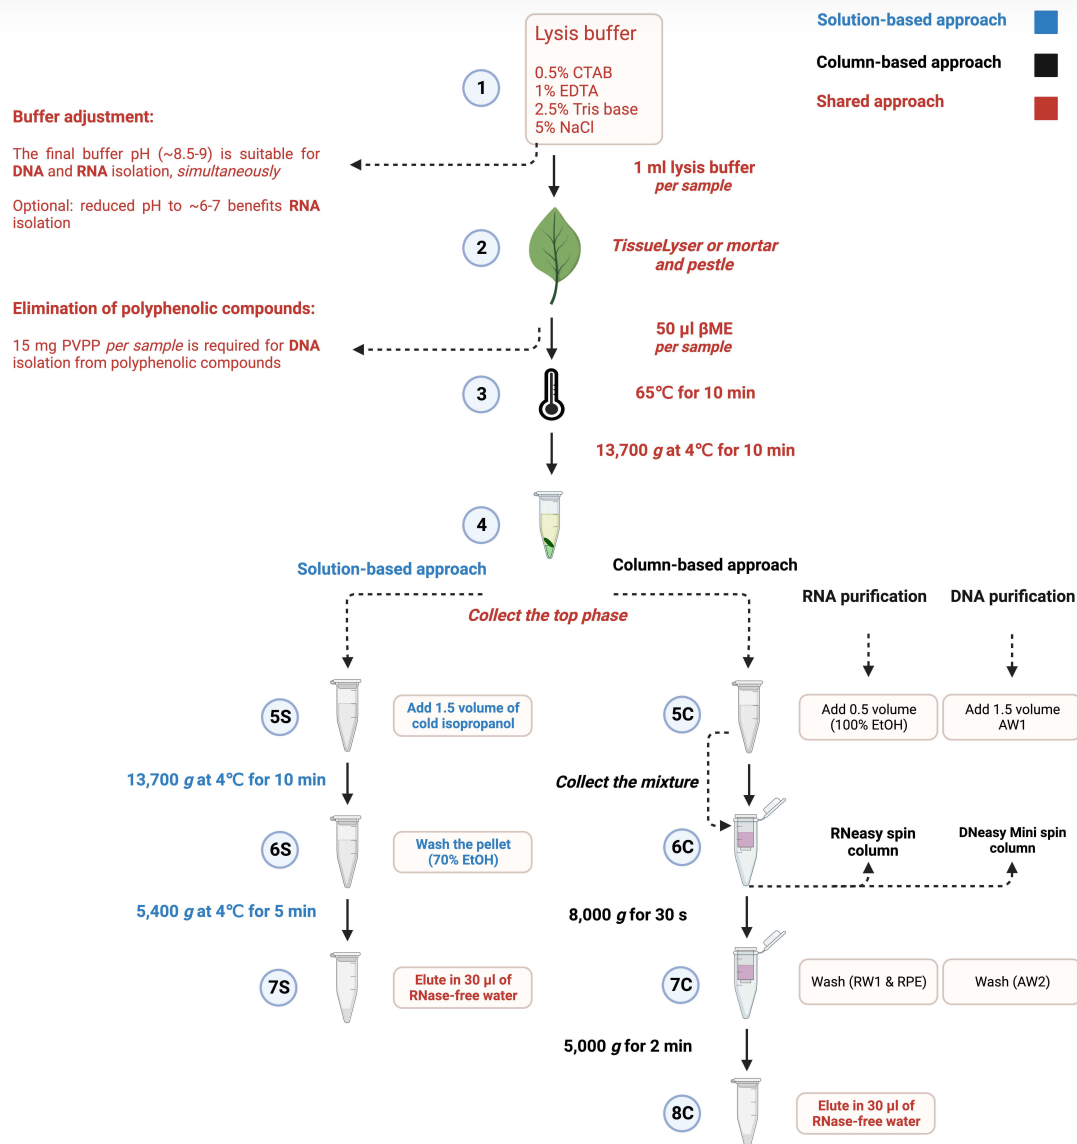 Solution-based approach
Column-based approach
Shared approach
Lysis buffer
0.5% CTAB
1% EDTA
2.5% Tris base
5% NaCl
1
Buffer adjustment:
The final buffer pH (~8.5-9) is suitable for
DNA and RNA isolation, simultaneously
Optional: reduced pH to ~6-7 benefits RNA
isolation
1 ml lysis buffer
per sample
2
TissueLyser or mortar
and pestle
Elimination of polyphenolic compounds:
15 mg PVPP per sample is required for DNA
isolation from polyphenolic compounds
50 µl βME
per sample
3
65℃ for 10 min
13,700 g at 4℃ for 10 min
4
Solution-based approach
Column-based approach
Collect the top phase
RNA purification
DNA purification
5S
Add 1.5 volume of
cold isopropanol
5C
Add 0.5 volume
(100% EtOH)
Add 1.5 volume
AW1
13,700 g at 4℃ for 10 min
Collect the mixture
6S
Wash the pellet
(70% EtOH)
6C
RNeasy spin
column
DNeasy Mini spin
column
5,400 g at 4℃ for 5 min
8,000 g for 30 s
7S
Elute in 30 µl of
RNase-free water
7C
Wash (RW1 & RPE)
Wash (AW2)
5,000 g for 2 min
8C
Elute in 30 µl of
RNase-free water